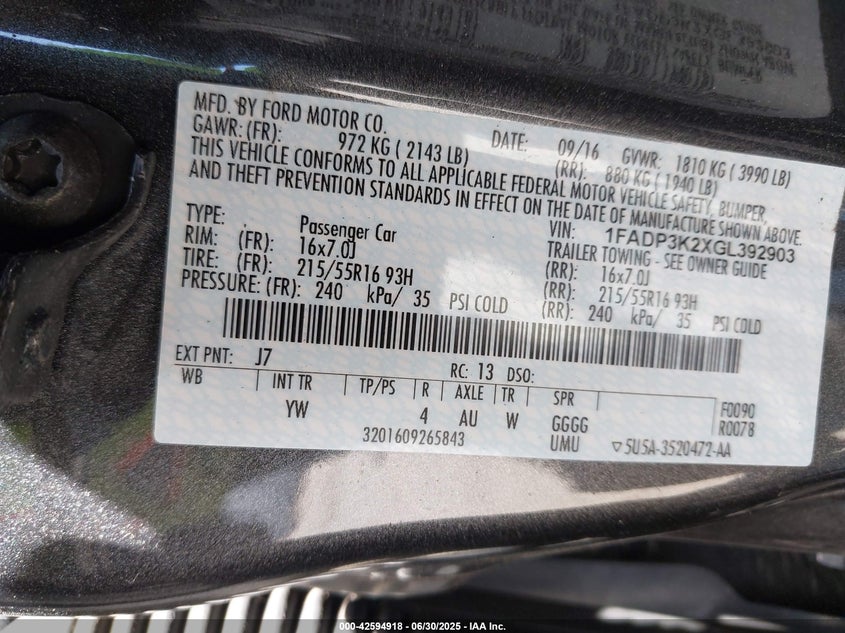 MFD. BY FORD MOTOR CO. DATE: 09/16 GVWR: 1810 KG ( 3990 LB)
GAWR: (FR): 972 KG ( 2143 LB) (RR): 880 KG ( 1940 LB)
THIS VEHICLE CONFORMS TO ALL APPLICABLE FEDERAL MOTOR VEHICLE SAFETY, BUMPER,
AND THEFT PREVENTION STANDARDS IN EFFECT ON THE DATE OF MANUFACTURE SHOWN ABOVE.
VIN: 1FADP3K2XGL392903
TYPE: Passenger Car TRAILER TOWING - SEE OWNER GUIDE
RIM: (FR): 16x7.0J (RR): 16x7.0J
TIRE: (FR): 215/55R16 93H (RR): 215/55R16 93H
PRESSURE: (FR): 240 kPa/ 35 PSI COLD (RR): 240 kPa/ 35 PSI COLD
EXT PNT: J7 RC: 13 DSO:
WB INT TR TP/PS R AXLE TR SPR F0090
YW 4 AU W GGGG R0078
3201609265843 UMU ▽5U5A-3520472-AA
000-42594918 - 06/30/2025 - IAA Inc.